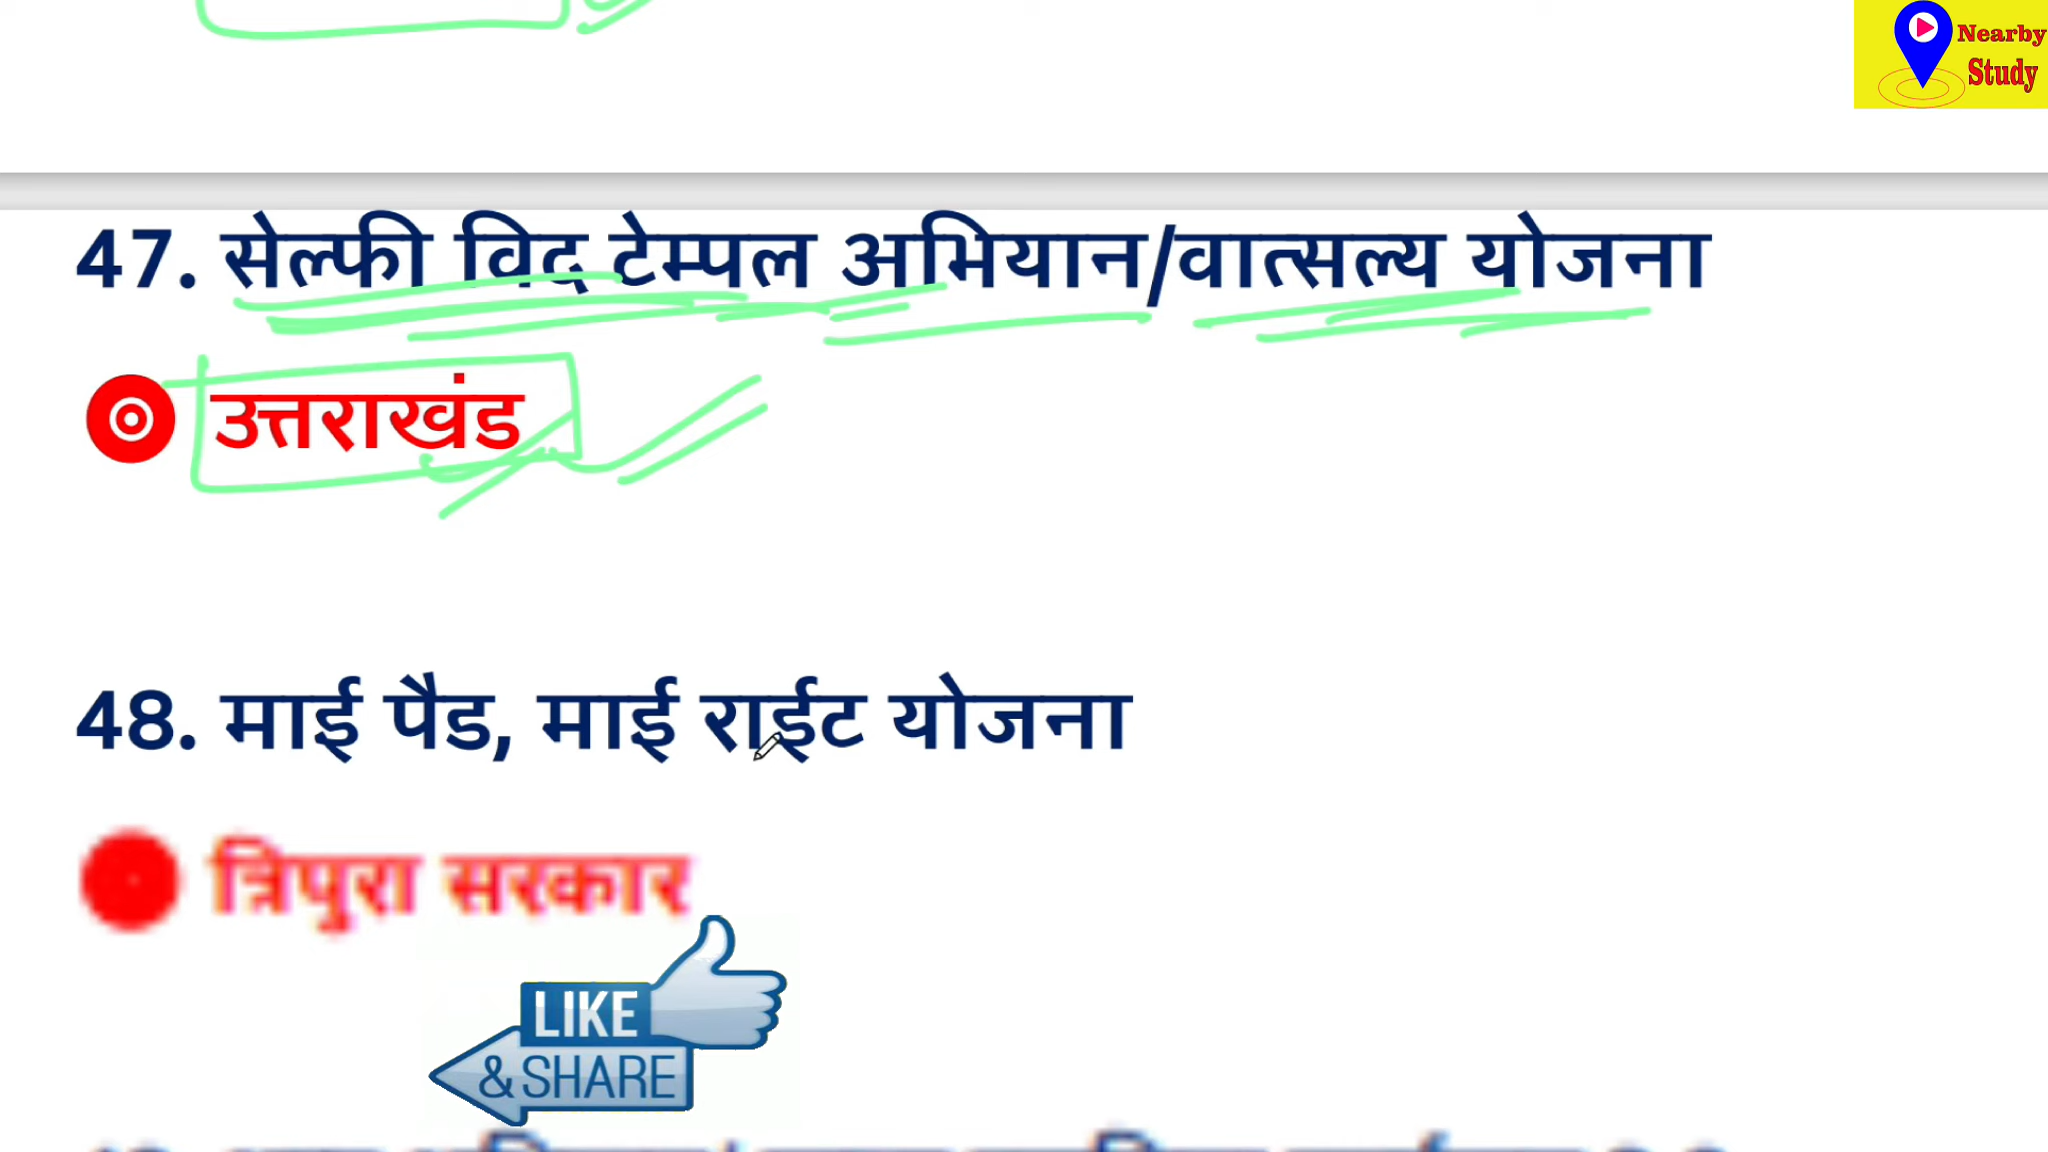 Nearby
Study
47. सेल्फी विद टेम्पल अभियान/वात्सल्य योजना
उत्तराखंड
48. माई पैड, माई राईट योजना
त्रिपुरा सरकार
LIKE
& SHARE